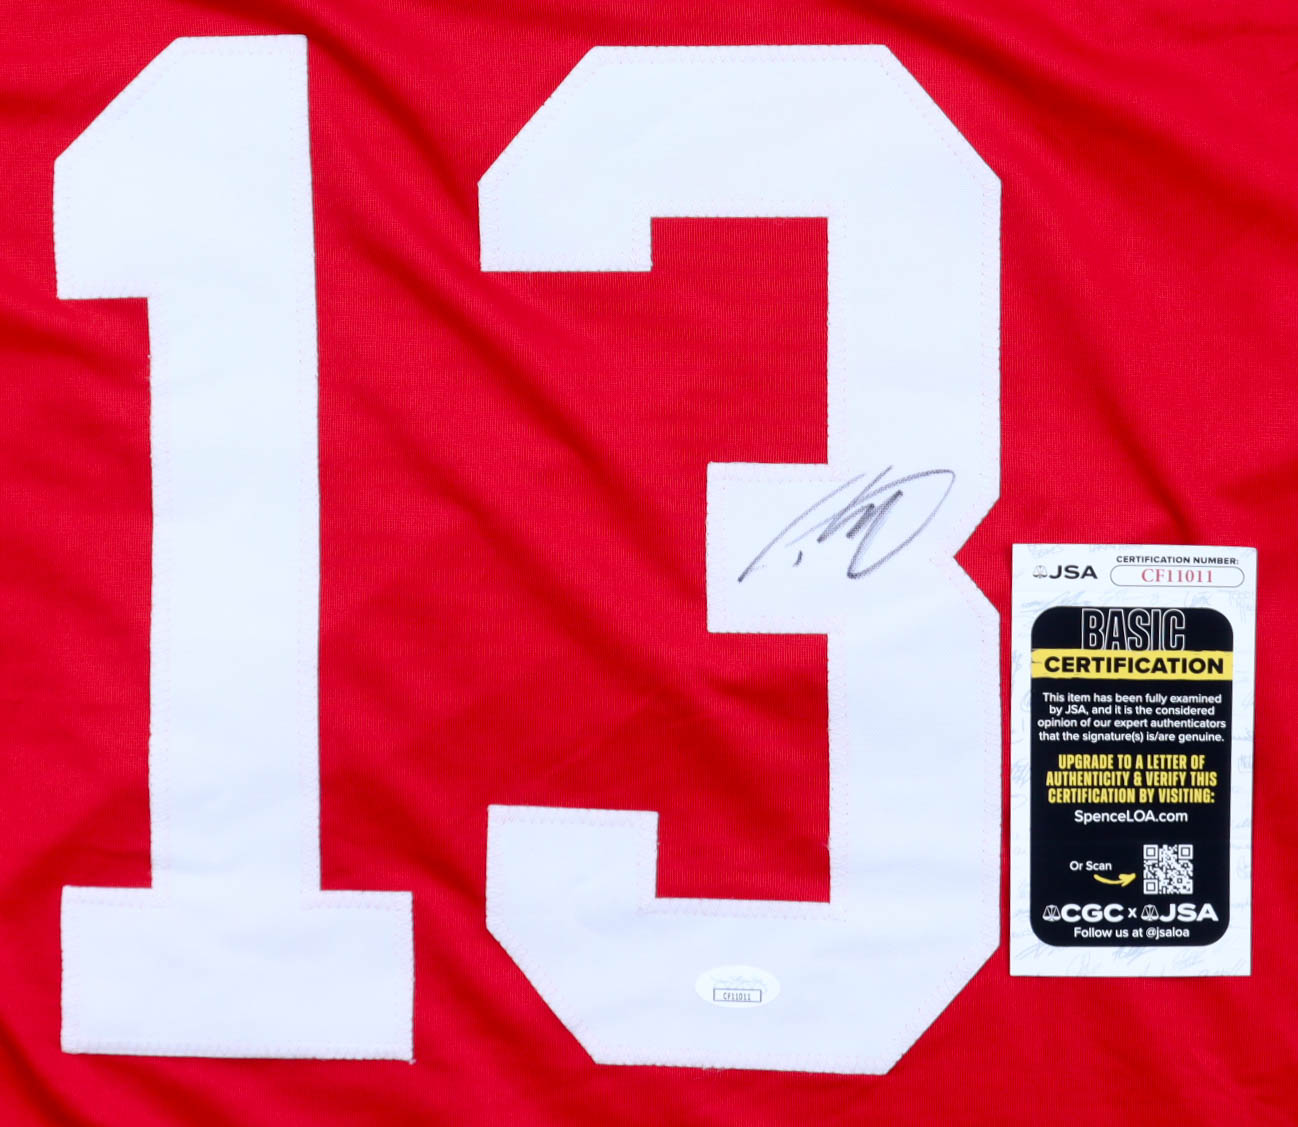 13
JSA
CERTIFICATION NUMBER:
CF11011
BASIC
CERTIFICATION
This item has been fully examined
by JSA, and it is the considered
opinion of our expert authenticators
that the signature(s) is/are genuine.
UPGRADE TO A LETTER OF
AUTHENTICITY & VERIFY THIS
CERTIFICATION BY VISITING:
SpenceLOA.com
Or Scan
CGC x JSA
Follow us at @jsaloa
CF11011